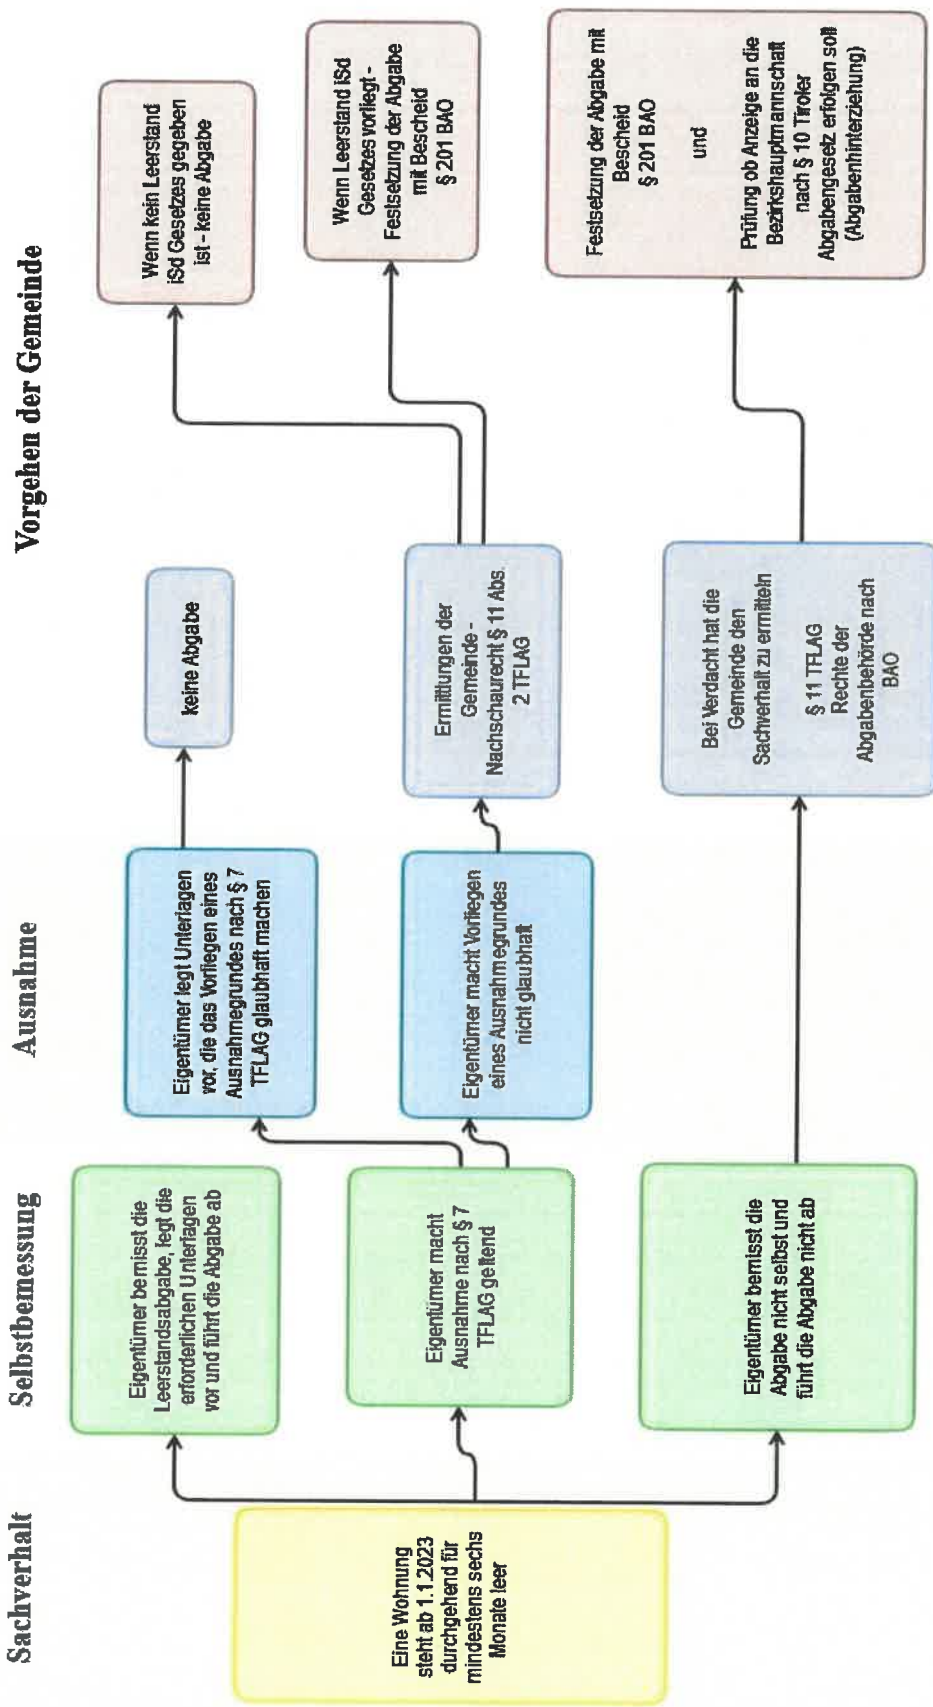 Sachverhalt
Selbstbemessung
Ausnahme
Vorgehen der Gemeinde
Eine Wohnung
steht ab 1.1.2023
durchgehend für
mindestens sechs
Monate leer
Eigentümer bemisst die
Leerstandsabgabe, legt die
erforderlichen Unterlagen
vor und führt die Abgabe ab
Eigentümer macht
Ausnahme nach § 7
TFLAG geltend
Eigentümer bemisst die
Abgabe nicht selbst und
führt die Abgabe nicht ab
Eigentümer legt Unterlagen
vor, die das Vorliegen eines
Ausnahmegrundes nach § 7
TFLAG glaubhaft machen
Eigentümer macht Vorliegen
eines Ausnahmegrundes
nicht glaubhaft
keine Abgabe
Ermittlungen der
Gemeinde -
Nachschaurecht § 11 Abs.
2 TFLAG
Bei Verdacht hat die
Gemeinde den
Sachverhalt zu ermitteln
§ 11 TFLAG
Rechte der
Abgabenbehörde nach
BAO
Wenn kein Leerstand
iSd Gesetzes gegeben
ist - keine Abgabe
Wenn Leerstand iSd
Gesetzes vorliegt -
Festsetzung der Abgabe
mit Bescheid
§ 201 BAO
Festsetzung der Abgabe mit
Bescheid
§ 201 BAO
und
Prüfung ob Anzeige an die
Bezirkshauptmannschaft
nach § 10 Tiroler
Abgabengesetz erfolgen soll
(Abgabenhinterziehung)